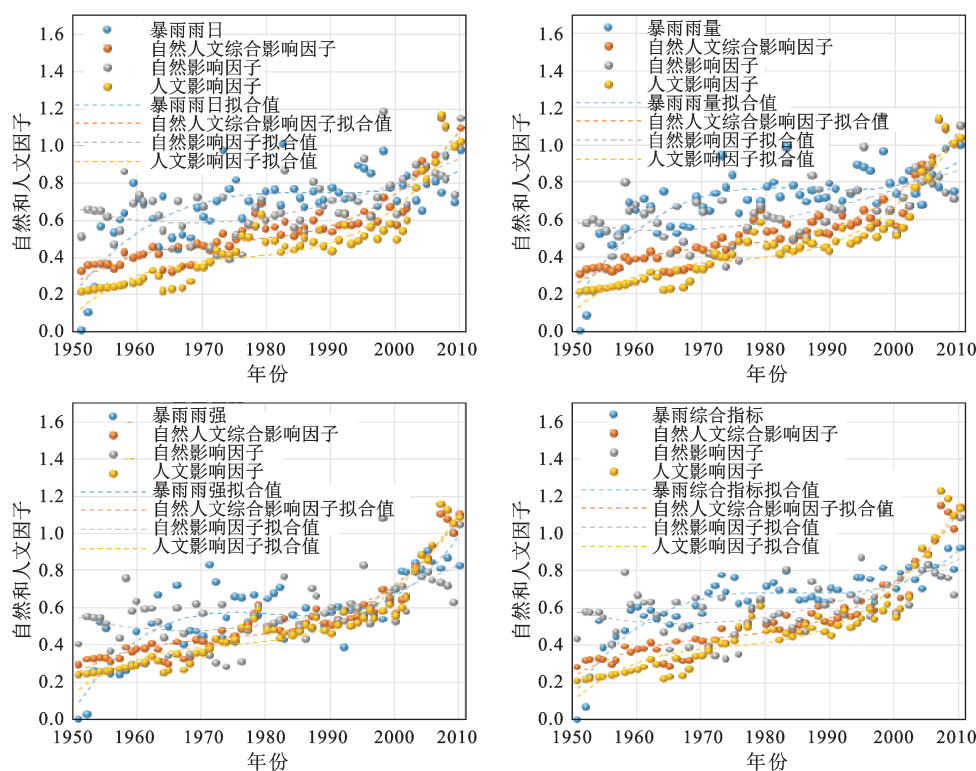 1.6
1.4
1.2
1.0
0.8
0.6
0.4
0.2
0.0
自然和人文因子
暴雨雨日
自然人文综合影响因子
自然影响因子
人文影响因子
暴雨雨日拟合值
自然人文综合影响因子拟合值
自然影响因子拟合值
人文影响因子拟合值
1950 1960 1970 1980 1990 2000 2010
年份
1.6
1.4
1.2
1.0
0.8
0.6
0.4
0.2
0.0
自然和人文因子
暴雨雨量
自然人文综合影响因子
自然影响因子
人文影响因子
暴雨雨量拟合值
自然人文综合影响因子拟合值
自然影响因子拟合值
人文影响因子拟合值
1950 1960 1970 1980 1990 2000 2010
年份
1.6
1.4
1.2
1.0
0.8
0.6
0.4
0.2
0.0
自然和人文因子
暴雨雨强
自然人文综合影响因子
自然影响因子
人文影响因子
暴雨雨强拟合值
自然人文综合影响因子拟合值
自然影响因子拟合值
人文影响因子拟合值
1950 1960 1970 1980 1990 2000 2010
年份
1.6
1.4
1.2
1.0
0.8
0.6
0.4
0.2
0.0
自然和人文因子
暴雨综合指标
自然人文综合影响因子
自然影响因子
人文影响因子
暴雨综合指标拟合值
自然人文综合影响因子拟合值
自然影响因子拟合值
人文影响因子拟合值
1950 1960 1970 1980 1990 2000 2010
年份